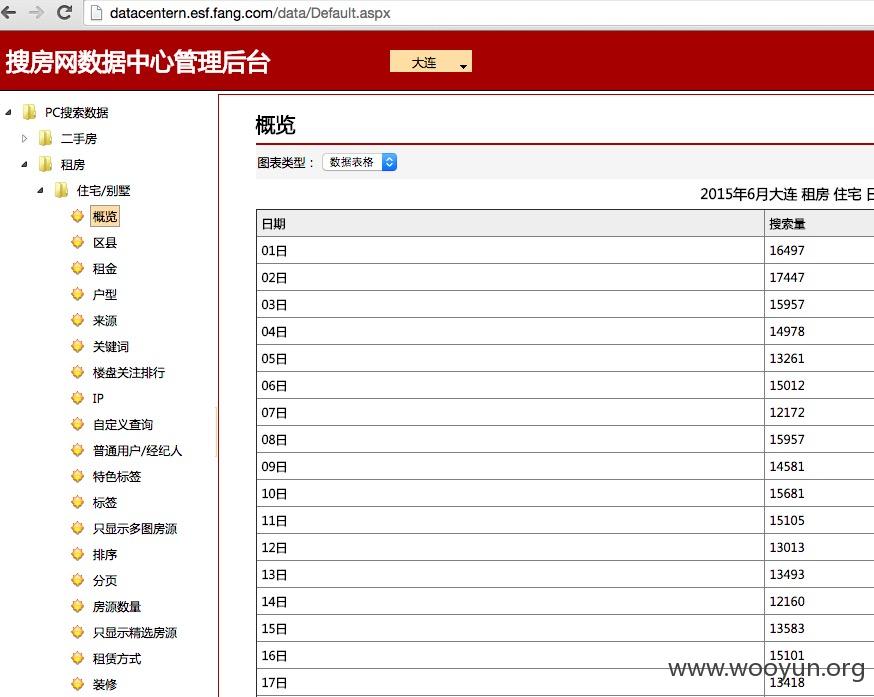 datacentern.esf.fang.com/data/Default.aspx
搜房网数据中心管理后台
大连
PC搜索数据
二手房
租房
住宅/别墅
概览
区县
租金
户型
来源
关键词
楼盘关注排行
IP
自定义查询
普通用户/经纪人
特色标签
标签
只显示多图房源
排序
分页
房源数量
只显示精选房源
租赁方式
装修
概览
图表类型： 数据表格
2015年6月大连 租房 住宅 日
日期 搜索量
01日 16497
02日 17447
03日 15957
04日 14978
05日 13261
06日 15012
07日 12172
08日 15957
09日 14581
10日 15681
11日 15105
12日 13013
13日 13493
14日 12160
15日 13583
16日 15101
17日 13418
www.wooyun.org